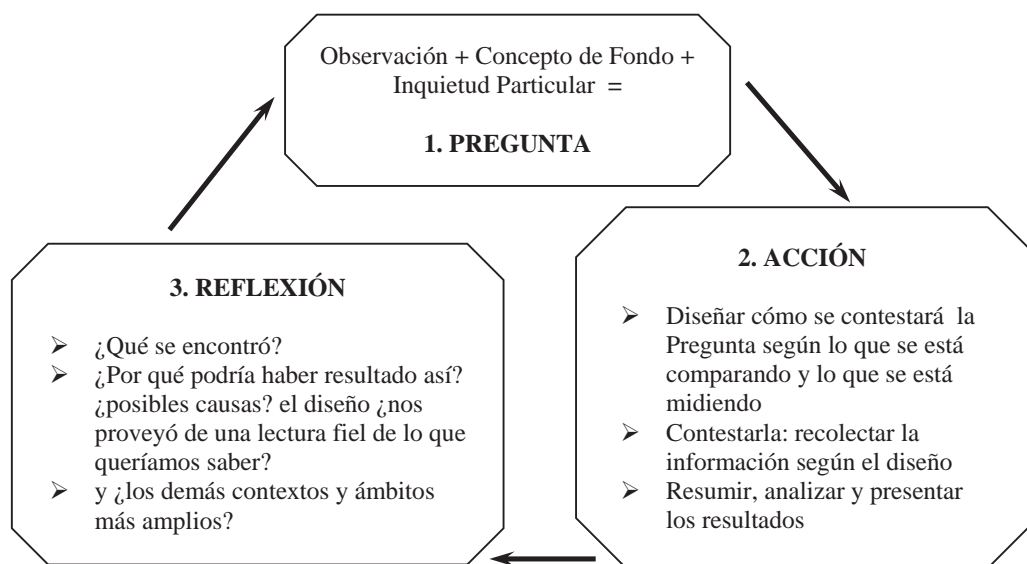 Observación + Concepto de Fondo +
Inquietud Particular =
1. PREGUNTA
2. ACCIÓN
➢ Diseñar cómo se contestará la
Pregunta según lo que se está
comparando y lo que se está
midiendo
➢ Contestarla: recolectar la
información según el diseño
➢ Resumir, analizar y presentar
los resultados
3. REFLEXIÓN
➢ ¿Qué se encontró?
➢ ¿Por qué podría haber resultado así?
¿posibles causas? el diseño ¿nos
proveyó de una lectura fiel de lo que
queríamos saber?
➢ y ¿los demás contextos y ámbitos
más amplios?